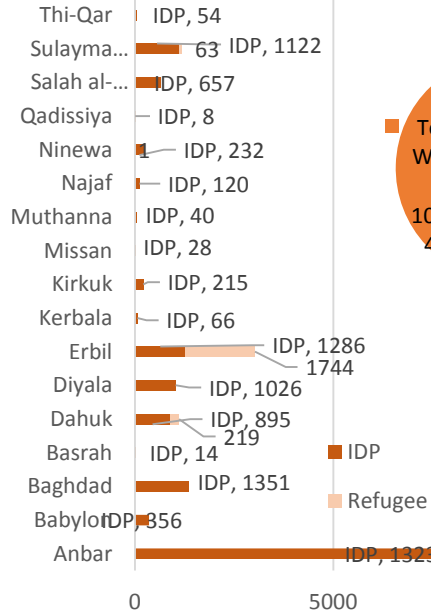 Thi-Qar IDP, 54
Sulayma... 63 IDP, 1122
Salah al-... IDP, 657
Qadissiya IDP, 8
Ninewa 1 IDP, 232
Najaf IDP, 120
Muthanna IDP, 40
Missan IDP, 28
Kirkuk IDP, 215
Kerbala IDP, 66
Erbil IDP, 1286
1744
Diyala IDP, 1026
Dahuk IDP, 895
219
Basrah IDP, 14
IDP
Baghdad IDP, 1351
Refugee
Babylon IDP, 356
Anbar IDP, 1323
0 5000